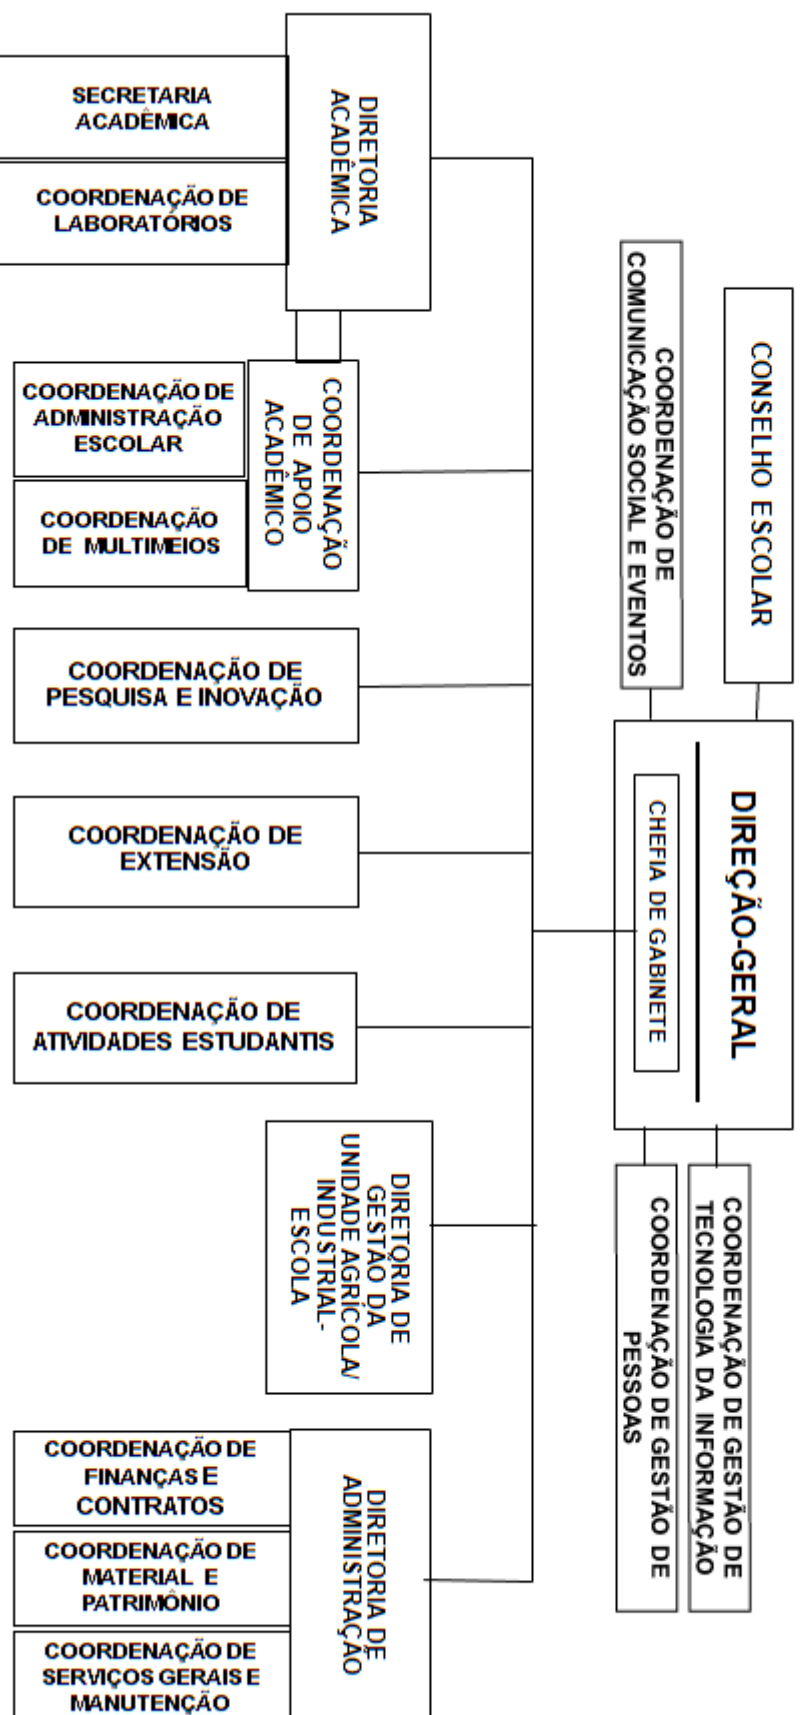 CONSELHO ESCOLAR
COORDENAÇÃO DE
COMUNICAÇÃO SOCIAL E EVENTOS
DIREÇÃO-GERAL
CHEFIA DE GABINETE
COORDENAÇÃO DE GESTÃO DE
TECNOLOGIA DA INFORMAÇÃO
COORDENAÇÃO DE GESTÃO DE
PESSOAS
DIRETORIA
ACADÊMICA
SECRETARIA
ACADÊMICA
COORDENAÇÃO DE
LABORATÓRIOS
COORDENAÇÃO
DE APOIO
ACADÊMICO
COORDENAÇÃO DE
ADMINISTRAÇÃO
ESCOLAR
COORDENAÇÃO
DE MULTIMEIOS
COORDENAÇÃO DE
PESQUISA E INOVAÇÃO
COORDENAÇÃO DE
EXTENSÃO
COORDENAÇÃO DE
ATIVIDADES ESTUDANTIS
DIRETORIA DE
GESTÃO DA
UNIDADE AGRÍCOLA/
INDUSTRIAL-
ESCOLA
DIRETORIA DE
ADMINISTRAÇÃO
COORDENAÇÃO DE
FINANÇAS E
CONTRATOS
COORDENAÇÃO DE
MATERIAL E
PATRIMÔNIO
COORDENAÇÃO DE
SERVIÇOS GERAIS E
MANUTENÇÃO